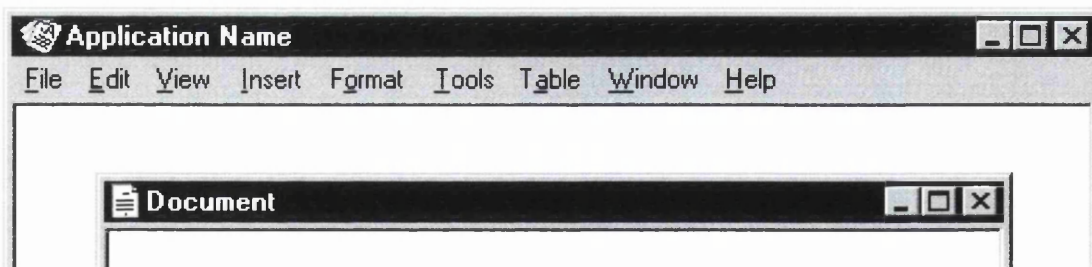 Application Name
File Edit View Insert Format Tools Table Window Help
Document